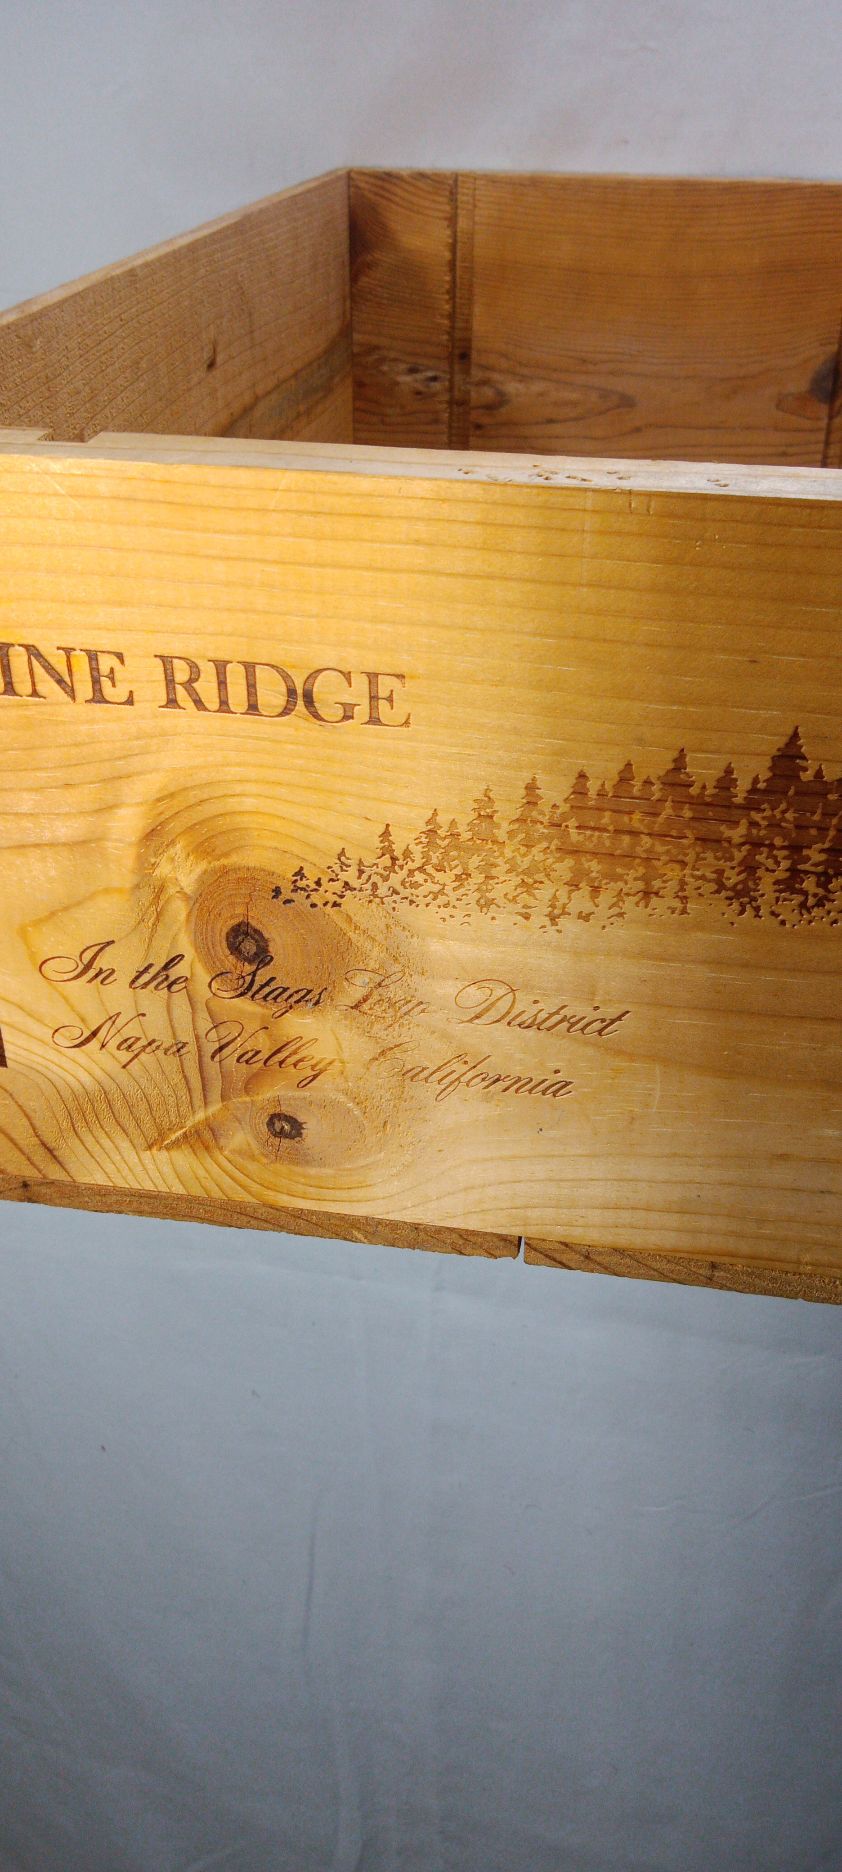 INE RIDGE
In the Stags Leap District
Napa Valley, California